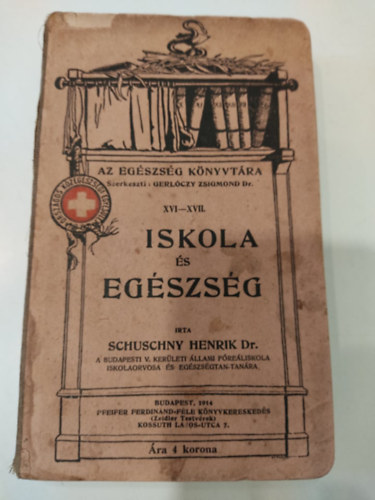 AZ EGÉSZSÉG KÖNYVTÁRA
Szerkeszti: GERLÓCZY ZSIGMOND Dr.
XVI—XVII.
ISKOLA
ÉS
EGÉSZSÉG
IRTA
SCHUSCHNY HENRIK Dr.
A BUDAPESTI V. KERÜLETI ÁLLAMI FŐREÁLISKOLA
ISKOLAORVOSA ÉS EGÉSZSÉGTAN-TANÁRA.
BUDAPEST, 1914
PFEIFER FERDINAND-FÉLE KÖNYVKERESKEDÉS
(Zeidler Testvérek)
KOSSUTH LAJOS-UTCA 7.
Ára 4 korona